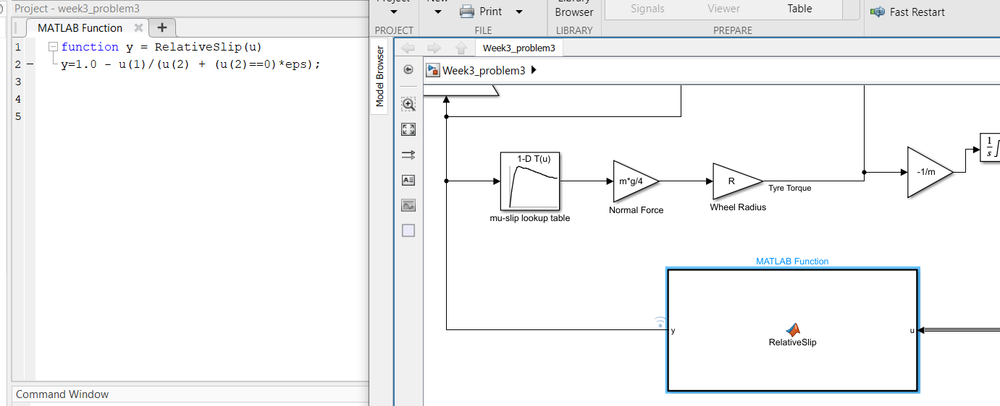 Project - week3_problem3
MATLAB Function
1 function y = RelativeSlip(u)
2 y=1.0 - u(1)/(u(2) + (u(2)==0)*eps);
3
4
5
Command Window
Project
New
Print
Library
Browser
Signals
Viewer
Table
Fast Restart
PROJECT
FILE
LIBRARY
PREPARE
Model Browser
Week3_problem3
Week3_problem3
1-D T(u)
mu-slip lookup table
m*g/4
Normal Force
R
Wheel Radius
Tyre Torque
-1/m
1
s
MATLAB Function
y
RelativeSlip
u